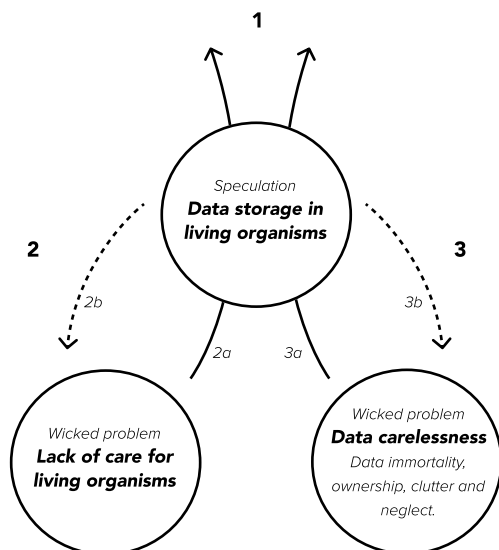 1
Speculation
Data storage in
living organisms
2
3
2b
3b
2a
3a
Wicked problem
Lack of care for
living organisms
Wicked problem
Data carelessness
Data immortality,
ownership, clutter and
neglect.